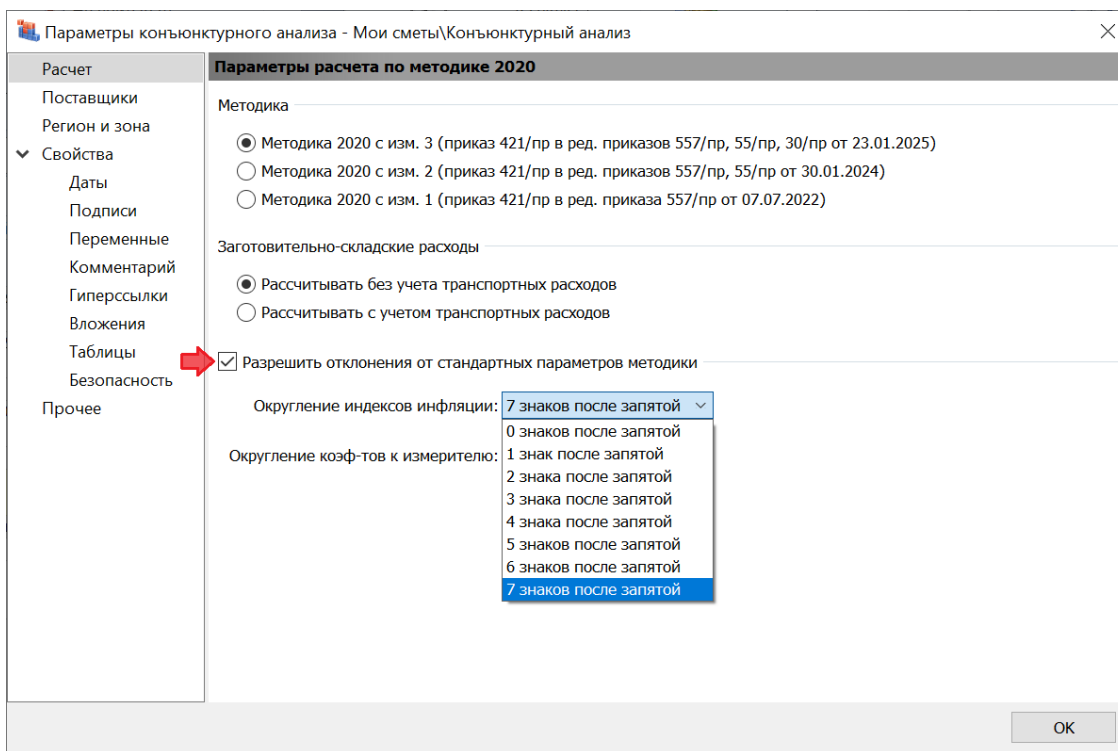 Параметры конъюнктурного анализа - Мои сметы\Конъюнктурный анализ
Расчет
Поставщики
Регион и зона
Свойства
Даты
Подписи
Переменные
Комментарий
Гиперссылки
Вложения
Таблицы
Безопасность
Прочее
Параметры расчета по методике 2020
Методика
Методика 2020 с изм. 3 (приказ 421/пр в ред. приказов 557/пр, 55/пр, 30/пр от 23.01.2025)
Методика 2020 с изм. 2 (приказ 421/пр в ред. приказов 557/пр, 55/пр от 30.01.2024)
Методика 2020 с изм. 1 (приказ 421/пр в ред. приказа 557/пр от 07.07.2022)
Заготовительно-складские расходы
Рассчитывать без учета транспортных расходов
Рассчитывать с учетом транспортных расходов
Разрешить отклонения от стандартных параметров методики
Округление индексов инфляции: 7 знаков после запятой
Округление коэф-тов к измерителю:
0 знаков после запятой
1 знак после запятой
2 знака после запятой
3 знака после запятой
4 знака после запятой
5 знаков после запятой
6 знаков после запятой
7 знаков после запятой
ОК